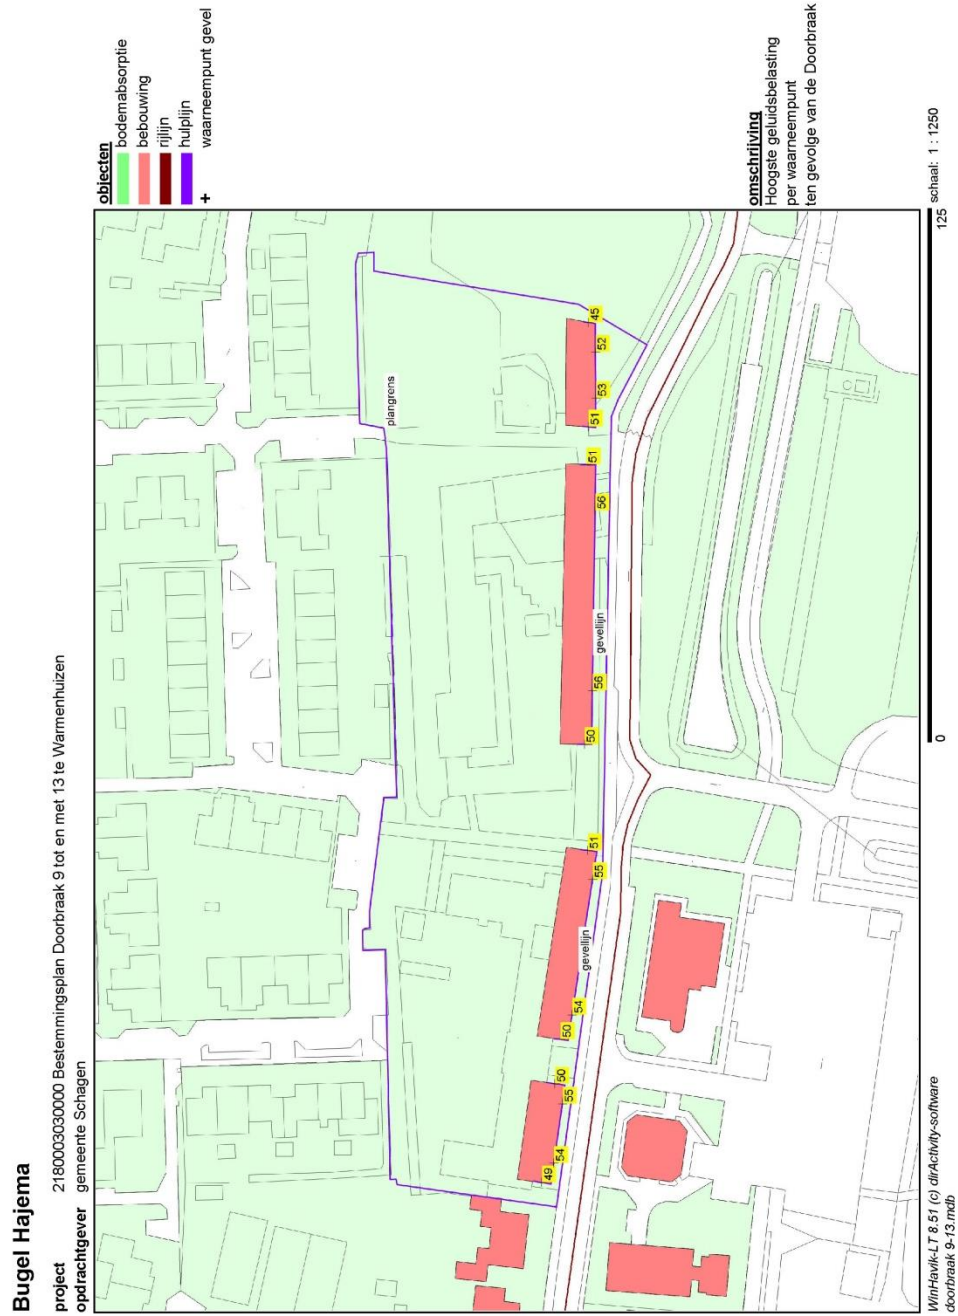 Bugel Hajema
project 21800030300000 Bestemmingsplan Doorbraak 9 tot en met 13 te Warmenhuizen
opdrachtgever gemeente Schagen
objecten
bodemabsorptie
bebouwing
rijlijn
hulplijn
+ waarneempunt gevel
plangrens
gevellijn
gevellijn
49
54
55
50
50
54
55
51
50
56
56
51
51
53
52
45
omschrijving
Hoogste geluidsbelasting
per waarneempunt
ten gevolge van de Doorbraak
0
125
schaal: 1 : 1250
WinHavik-LT 8.51 (c) dirActivity-software
doorbraak 9-13.mdb